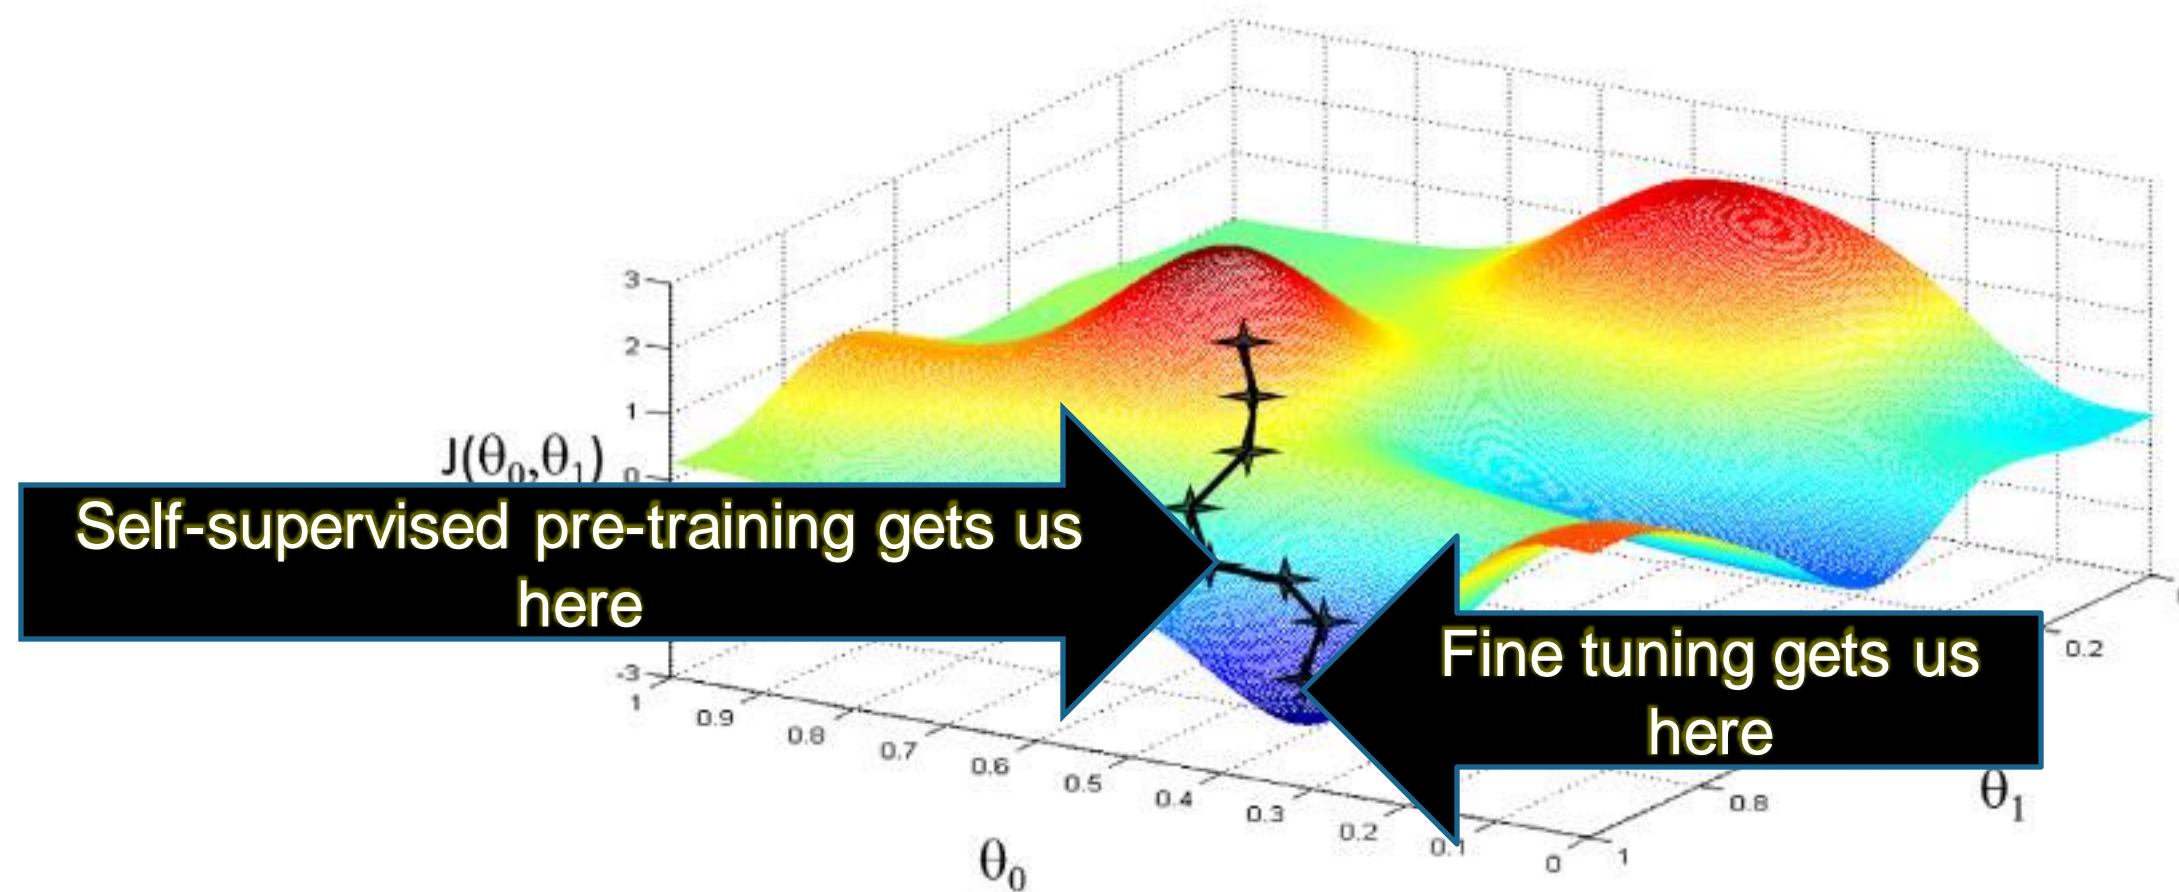 3
2
1
0
J(θ₀,θ₁)
Self-supervised pre-training gets us
here
Fine tuning gets us
here
-3
1
0.9
0.8
0.7
0.6
0.5
0.4
0.3
0.2
0.1
0
1
0.8
0.2
θ₁
θ₀